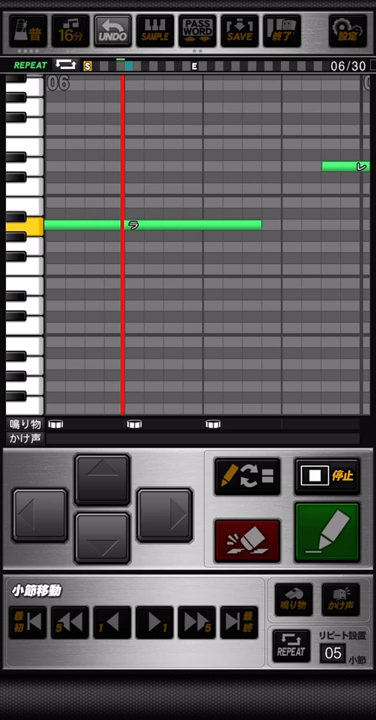 普 16分 UNDO SAMPLE PASS WORD SAVE 終了 設定
REPEAT S E 06/30
06
レ
ラ
鳴り物
かけ声
停止
小節移動
最初 5 1 1 5 最終
鳴り物 かけ声
リピート設置
REPEAT 05 小節